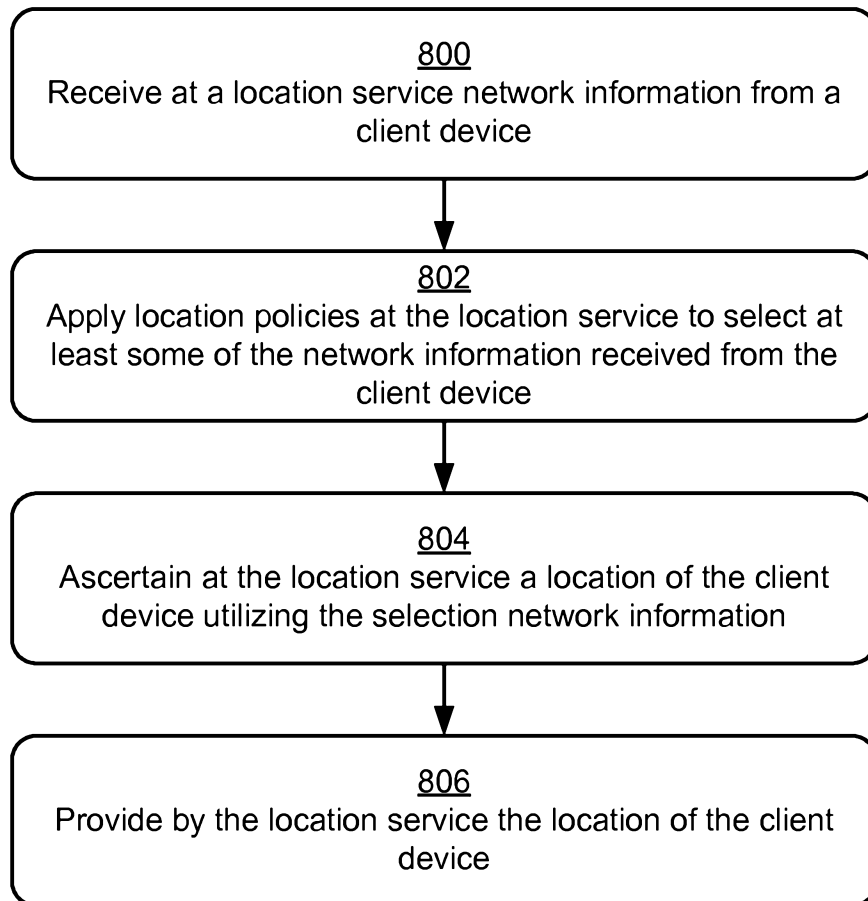 800
Receive at a location service network information from a
client device
802
Apply location policies at the location service to select at
least some of the network information received from the
client device
804
Ascertain at the location service a location of the client
device utilizing the selection network information
806
Provide by the location service the location of the client
device